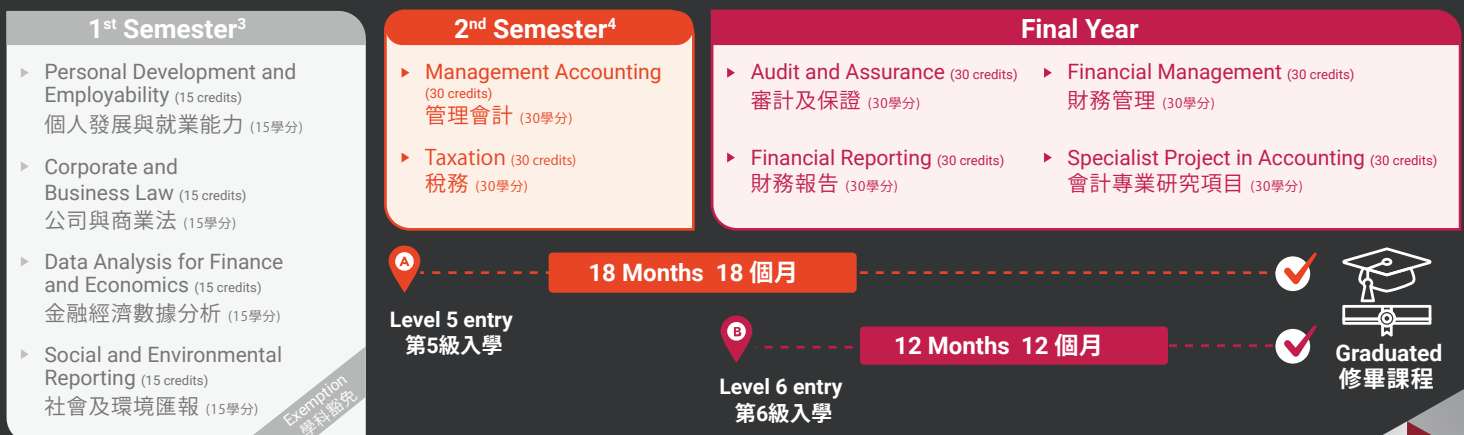 1st Semester3
Personal Development and
Employability (15 credits)
個人發展與就業能力 (15學分)
Corporate and
Business Law (15 credits)
公司與商業法 (15學分)
Data Analysis for Finance
and Economics (15 credits)
金融經濟數據分析 (15學分)
Social and Environmental
Reporting (15 credits)
社會及環境匯報 (15學分)
Exemption
學科豁免
2nd Semester4
Management Accounting
(30 credits)
管理會計 (30學分)
Taxation (30 credits)
稅務 (30學分)
Final Year
Audit and Assurance (30 credits)
審計及保證 (30學分)
Financial Reporting (30 credits)
財務報告 (30學分)
Financial Management (30 credits)
財務管理 (30學分)
Specialist Project in Accounting (30 credits)
會計專業研究項目 (30學分)
A
18 Months 18 個月
Level 5 entry
第5級入學
B
12 Months 12 個月
Level 6 entry
第6級入學
Graduated
修畢課程